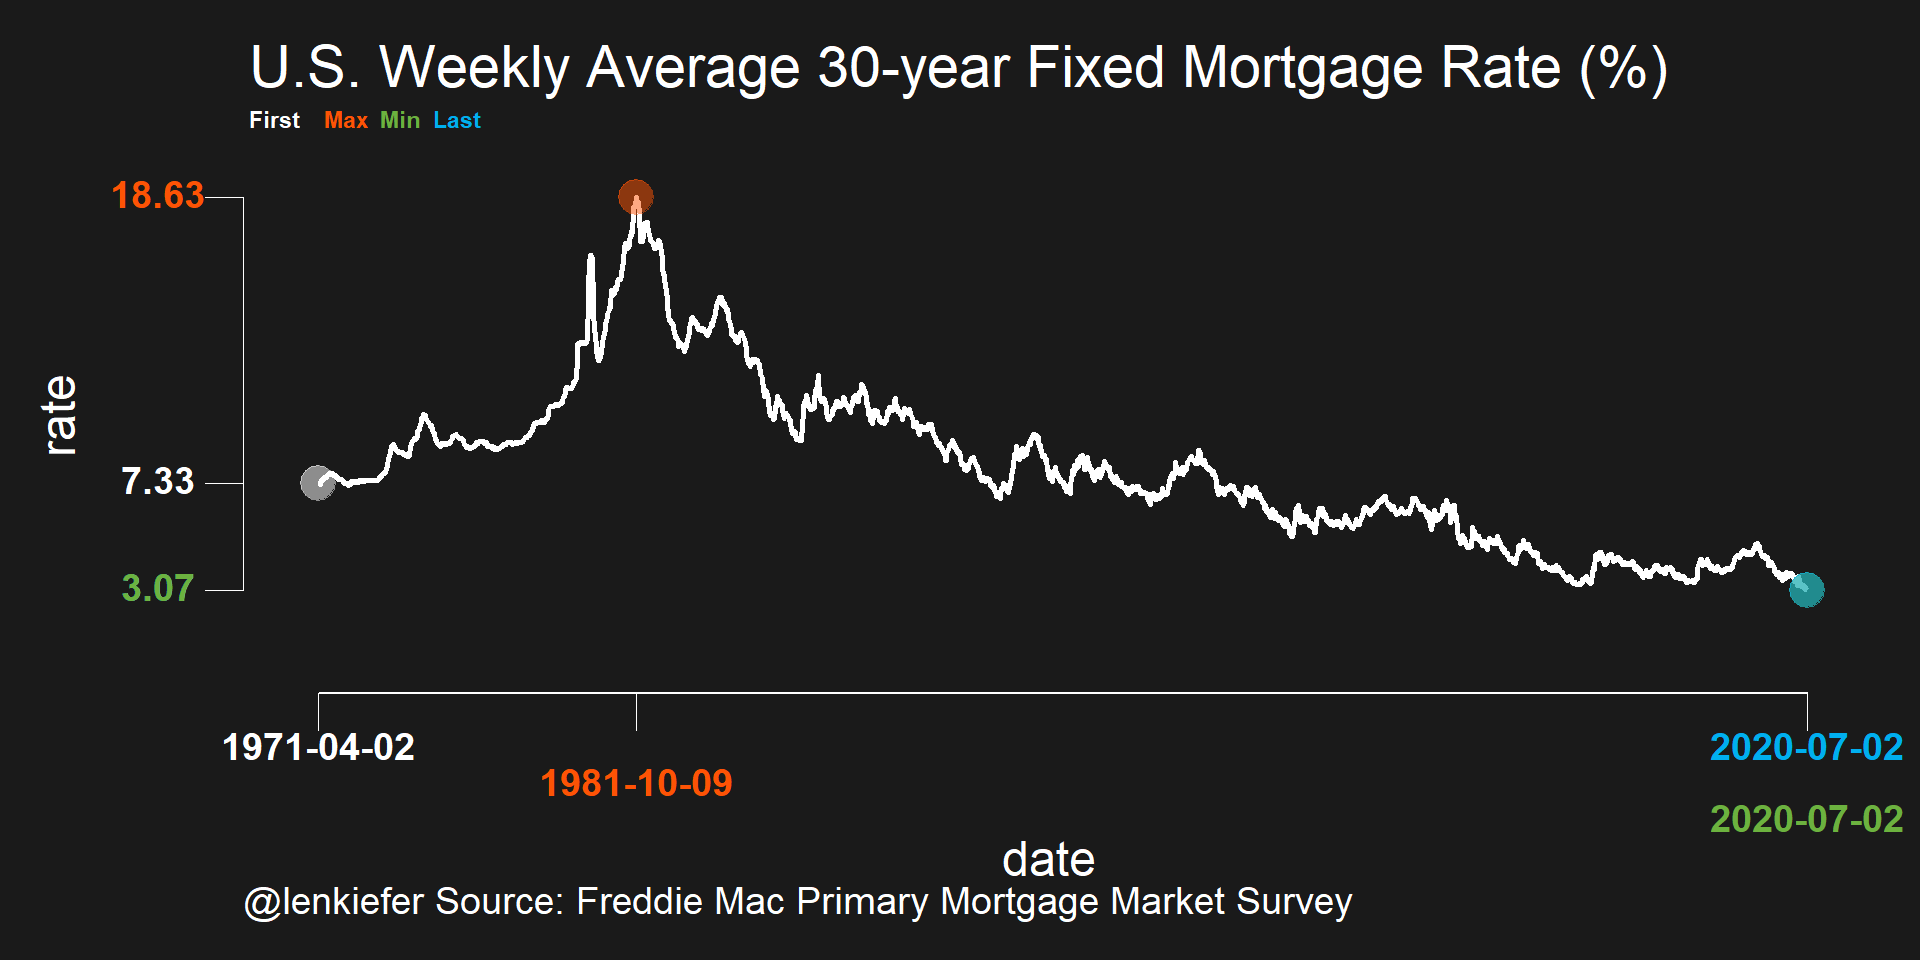 U.S. Weekly Average 30-year Fixed Mortgage Rate (%)
First Max Min Last
18.63
rate
7.33
3.07
1971-04-02
2020-07-02
1981-10-09
2020-07-02
date
@lenkiefer Source: Freddie Mac Primary Mortgage Market Survey